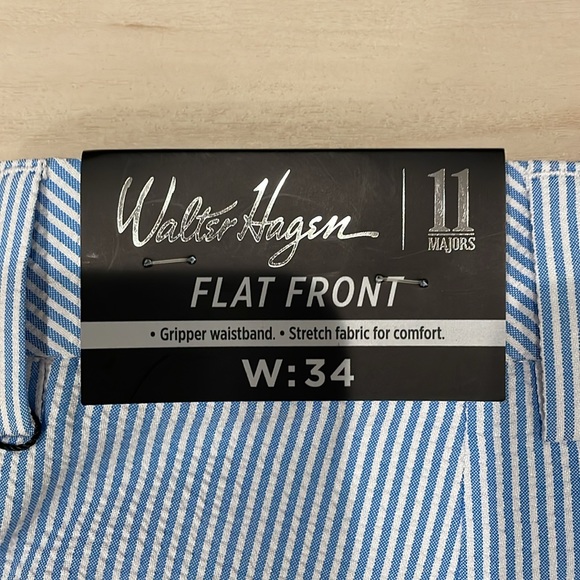 Walter Hagen
11
MAJORS
FLAT FRONT
• Gripper waistband. • Stretch fabric for comfort.
W: 34